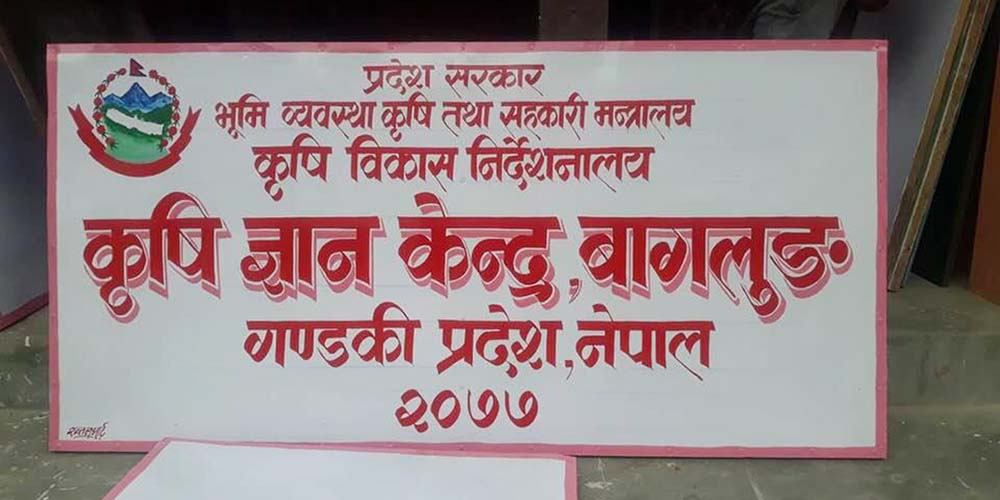 प्रदेश सरकार
भूमि व्यवस्था कृषि तथा सहकारी मन्त्रालय
कृषि विकास निर्देशनालय
कृषि ज्ञान केन्द्र, बागलुङ
गण्डकी प्रदेश, नेपाल
२०७७